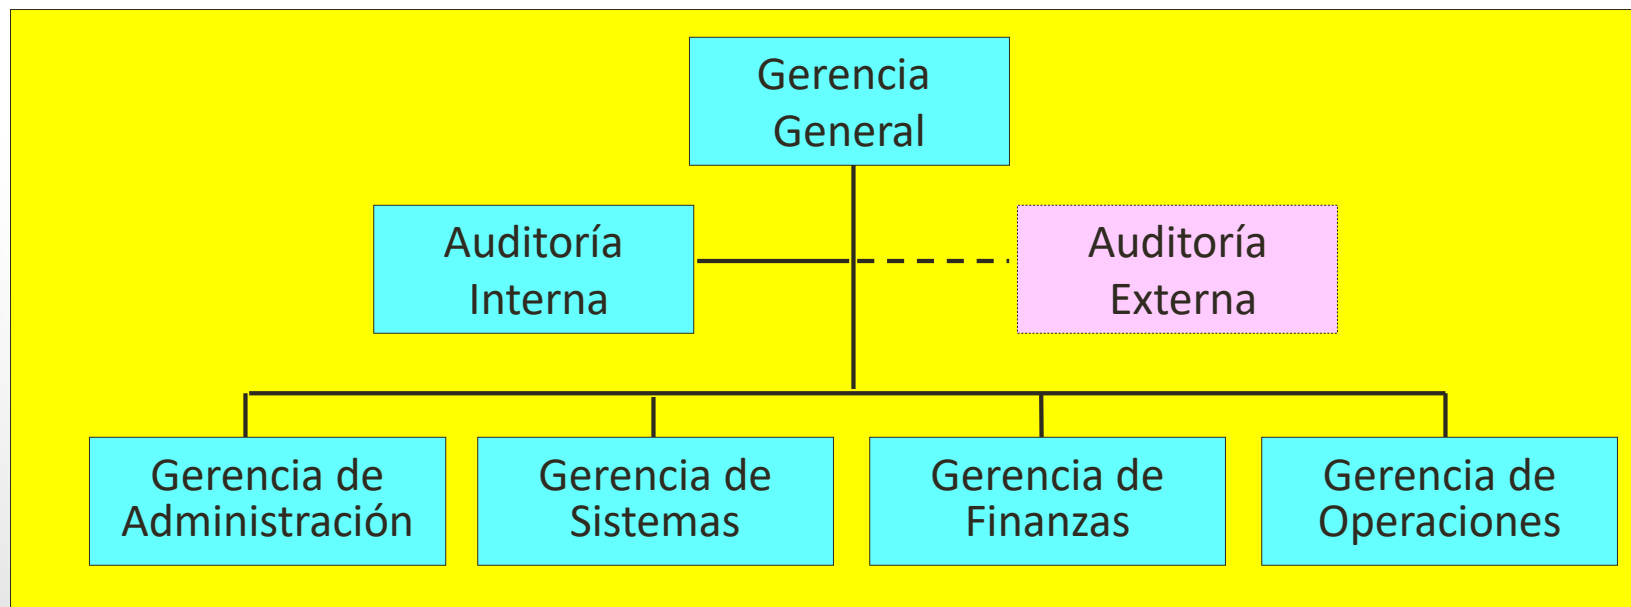 Gerencia
General
Auditoría
Interna
Auditoría
Externa
Gerencia de
Administración
Gerencia de
Sistemas
Gerencia de
Finanzas
Gerencia de
Operaciones